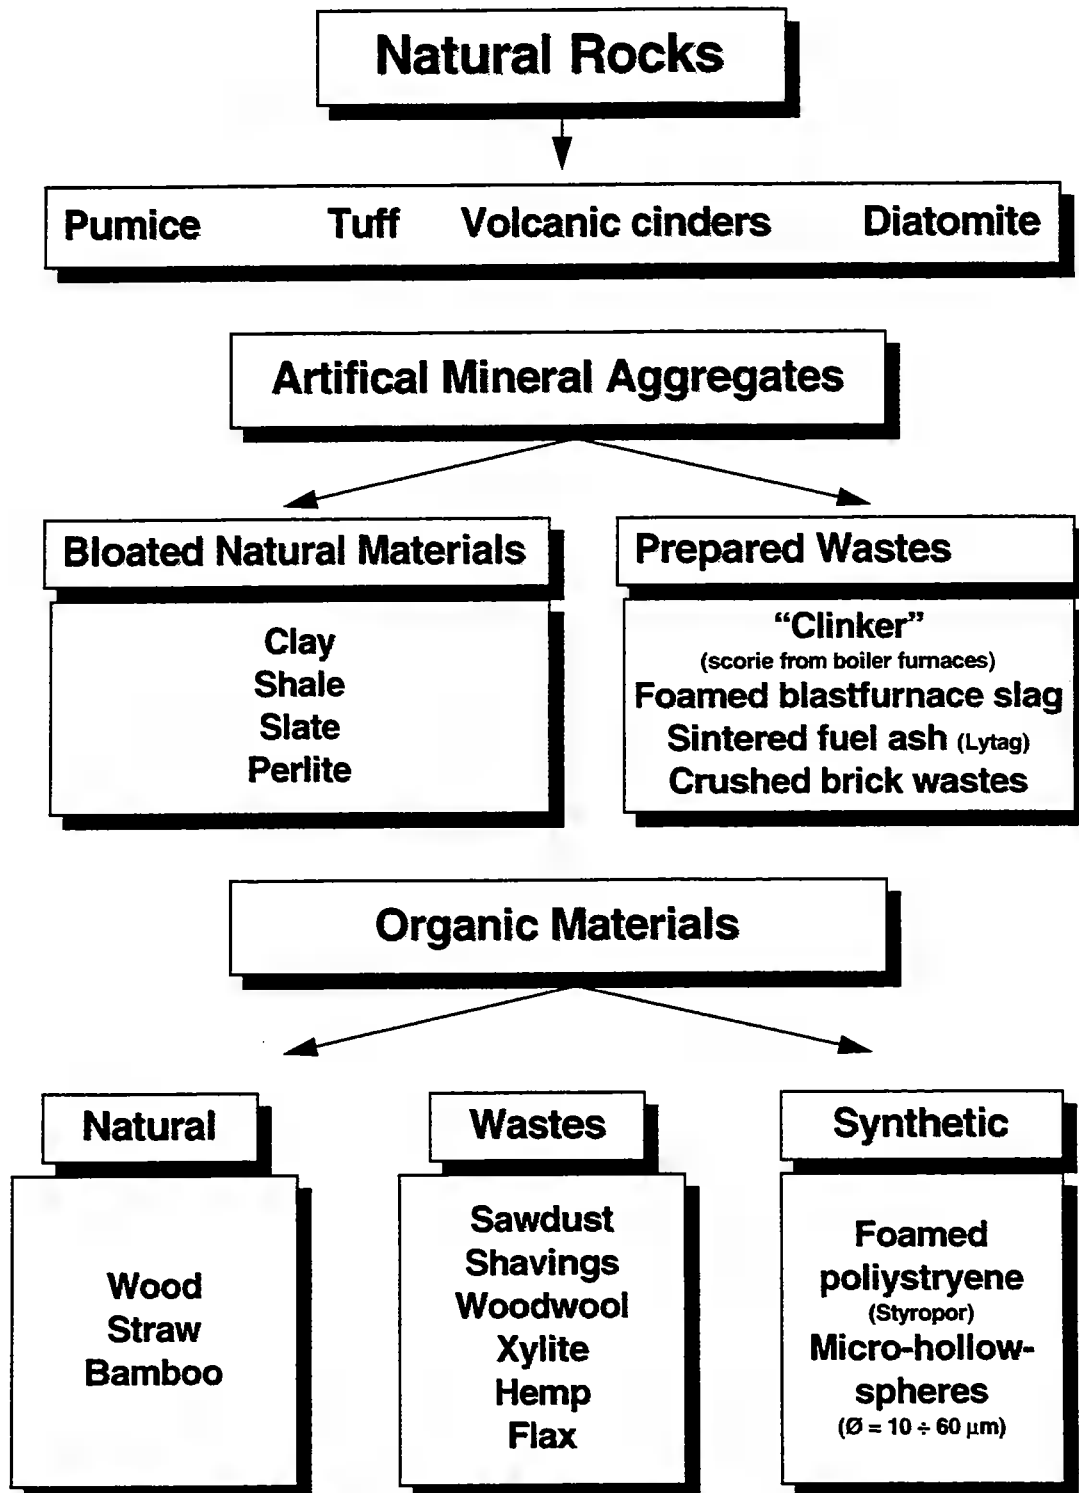 Natural Rocks
Pumice Tuff Volcanic cinders Diatomite
Artifical Mineral Aggregates
Bloated Natural Materials
Clay
Shale
Slate
Perlite
Prepared Wastes
“Clinker”
(scorie from boiler furnaces)
Foamed blastfurnace slag
Sintered fuel ash (Lytag)
Crushed brick wastes
Organic Materials
Natural
Wood
Straw
Bamboo
Wastes
Sawdust
Shavings
Woodwool
Xylite
Hemp
Flax
Synthetic
Foamed
poliystryene
(Styropor)
Micro-hollow-
spheres
(Ø = 10 ÷ 60 μm)